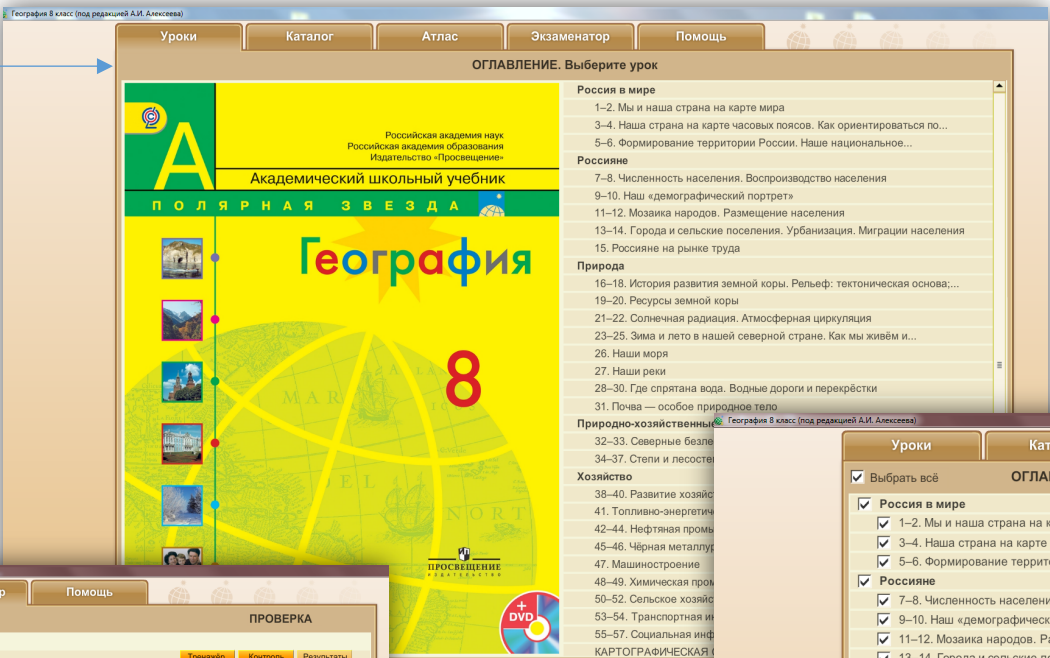 География 8 класс (под редакцией А.И. Алексеева)
Уроки
Каталог
Атлас
Экзаменатор
Помощь
ОГЛАВЛЕНИЕ. Выберите урок
А
Российская академия наук
Российская академия образования
Издательство «Просвещение»
Академический школьный учебник
ПОЛЯРНАЯ ЗВЕЗДА
География
8
ПРОСВЕЩЕНИЕ
ИЗДАТЕЛЬСТВО
+
DVD
Россия в мире
1–2. Мы и наша страна на карте мира
3–4. Наша страна на карте часовых поясов. Как ориентироваться по...
5–6. Формирование территории России. Наше национальное...
Россияне
7–8. Численность населения. Воспроизводство населения
9–10. Наш «демографический портрет»
11–12. Мозаика народов. Размещение населения
13–14. Города и сельские поселения. Урбанизация. Миграции населения
15. Россияне на рынке труда
Природа
16–18. История развития земной коры. Рельеф: тектоническая основа;...
19–20. Ресурсы земной коры
21–22. Солнечная радиация. Атмосферная циркуляция
23–25. Зима и лето в нашей северной стране. Как мы живём и...
26. Наши моря
27. Наши реки
28–30. Где спрятана вода. Водные дороги и перекрёстки
31. Почва — особое природное тело
Природно-хозяйственные
32–33. Северные безле
34–37. Степи и лесосте
Хозяйство
38–40. Развитие хозяйс
41. Топливно-энергетич
42–44. Нефтяная промы
45–46. Чёрная металлур
47. Машиностроение
48–49. Химическая пром
50–52. Сельское хозяйс
53–54. Транспортная ин
55–57. Социальная инф
КАРТОГРАФИЧЕСКАЯ
География 8 класс (под редакцией А.И. Алексеева)
Уроки
Кат
Выбрать всё
ОГЛА
Россия в мире
1–2. Мы и наша страна на к
3–4. Наша страна на карте
5–6. Формирование террит
Россияне
7–8. Численность населени
9–10. Наш «демографическ
11–12. Мозаика народов. Ра
13–14. Города и сельские п
р
Помощь
ПРОВЕРКА
Тренажёр
Контроль
Результаты